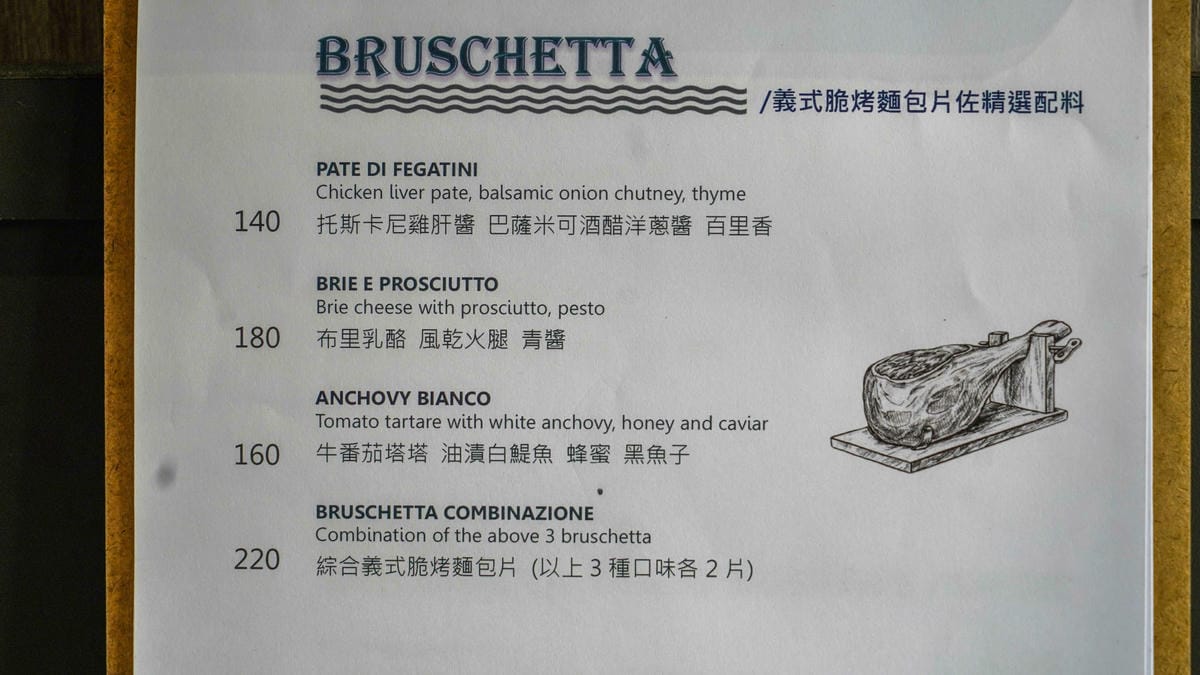 BRUSCHETTA
/義式脆烤麵包片佐精選配料
PATE DI FEGATINI
Chicken liver pate, balsamic onion chutney, thyme
140 托斯卡尼雞肝醬 巴薩米可酒醋洋蔥醬 百里香
BRIE E PROSCIUTTO
Brie cheese with prosciutto, pesto
180 布里乳酪 風乾火腿 青醬
ANCHOVY BIANCO
Tomato tartare with white anchovy, honey and caviar
160 牛番茄塔塔 油漬白鯷魚 蜂蜜 黑魚子
BRUSCHETTA COMBINAZIONE
Combination of the above 3 bruschetta
220 綜合義式脆烤麵包片 (以上 3 種口味各 2 片)